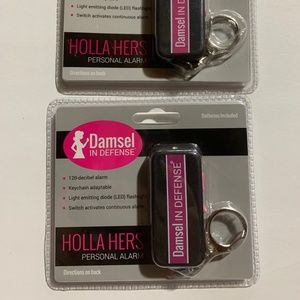 • Light emitting diode (LED) flashlight
• Switch activates continuous alarm
HOLLA HERS
PERSONAL ALARM
Directions on back
Damsel
IN DEFENSE
Batteries Included
Damsel
IN DEFENSE
• 120-decibel alarm
• Keychain adaptable
• Light emitting diode (LED) flashlig
• Switch activates continuous alarm
HOLLA HERS
PERSONAL ALARM
Directions on back
Damsel IN DEFENSE